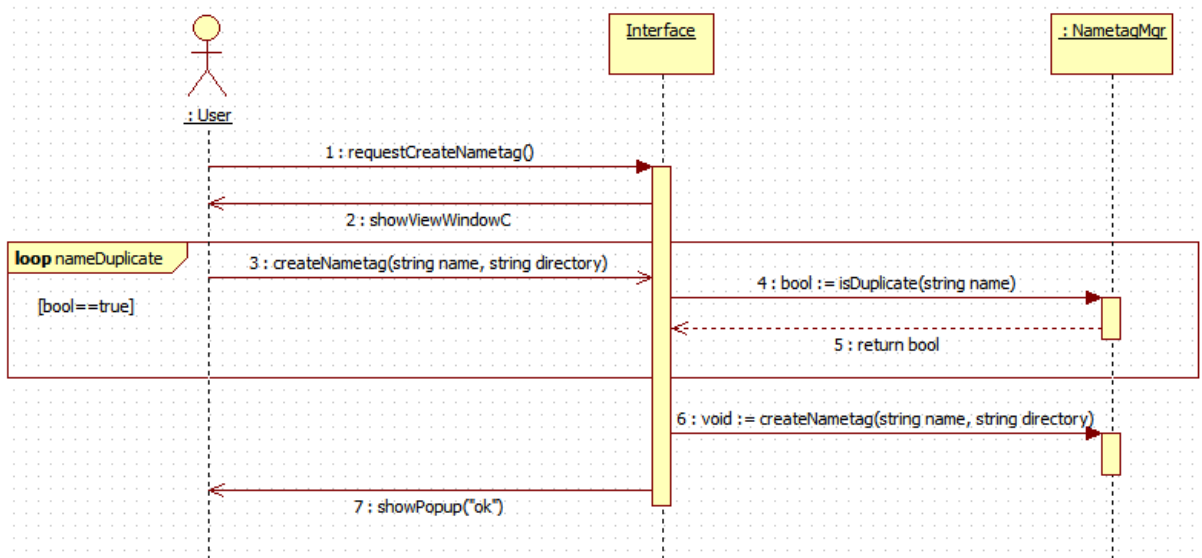 Interface
: NametagMgr
: User
1 : requestCreateNametag()
2 : showViewWindowC
loop nameDuplicate
3 : createNametag(string name, string directory)
4 : bool := isDuplicate(string name)
[bool==true]
5 : return bool
6 : void := createNametag(string name, string directory)
7 : showPopup("ok")